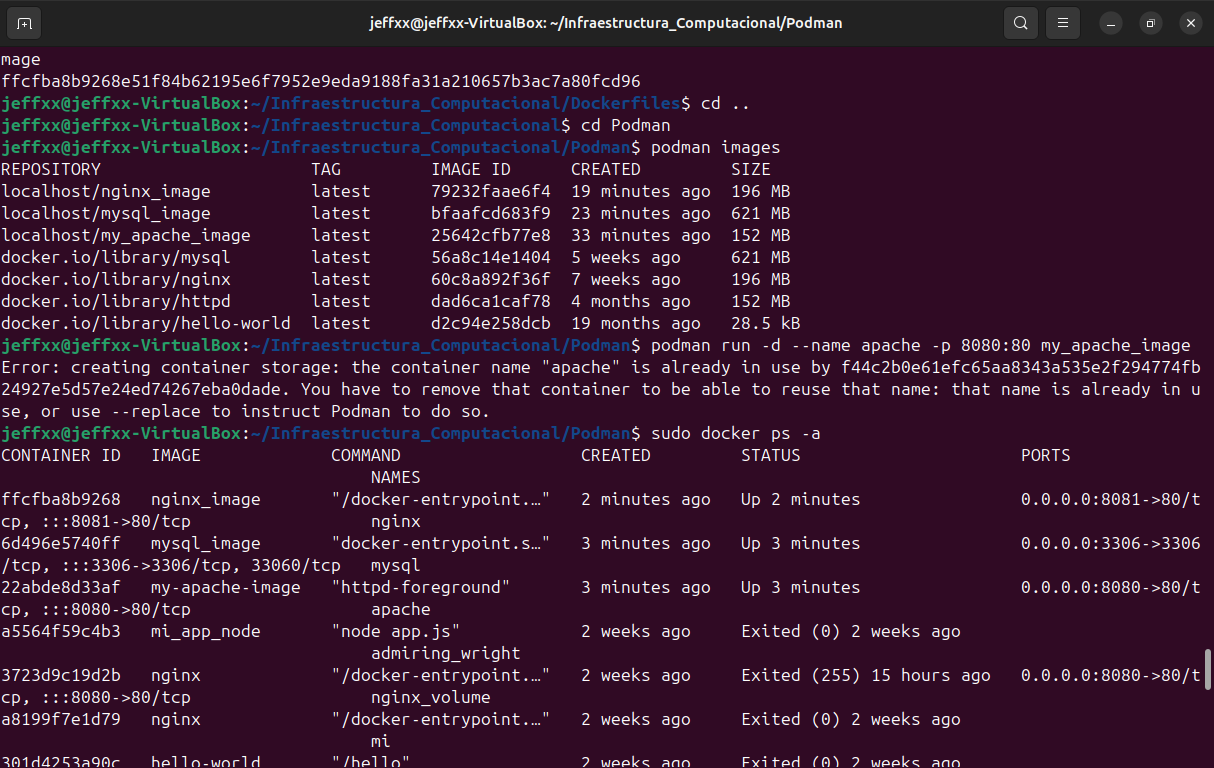 jeffxx@jeffxx-VirtualBox: ~/Infraestructura_Computacional/Podman
mage
ffcfba8b9268e51f84b62195e6f7952e9eda9188fa31a210657b3ac7a80fcd96
jeffxx@jeffxx-VirtualBox:~/Infraestructura_Computacional/Dockerfiles$ cd ..
jeffxx@jeffxx-VirtualBox:~/Infraestructura_Computacional$ cd Podman
jeffxx@jeffxx-VirtualBox:~/Infraestructura_Computacional/Podman$ podman images
REPOSITORY                     TAG         IMAGE ID      CREATED         SIZE
localhost/nginx_image          latest      79232faae6f4  19 minutes ago  196 MB
localhost/mysql_image          latest      bfaafcd683f9  23 minutes ago  621 MB
localhost/my_apache_image      latest      25642cfb77e8  33 minutes ago  152 MB
docker.io/library/mysql        latest      56a8c14e1404  5 weeks ago     621 MB
docker.io/library/nginx        latest      60c8a892f36f  7 weeks ago     196 MB
docker.io/library/httpd        latest      dad6ca1caf78  4 months ago    152 MB
docker.io/library/hello-world  latest      d2c94e258dcb  19 months ago   28.5 kB
jeffxx@jeffxx-VirtualBox:~/Infraestructura_Computacional/Podman$ podman run -d --name apache -p 8080:80 my_apache_image
Error: creating container storage: the container name "apache" is already in use by f44c2b0e61efc65aa8343a535e2f294774fb
24927e5d57e24ed74267eba0dade. You have to remove that container to be able to reuse that name: that name is already in u
se, or use --replace to instruct Podman to do so.
jeffxx@jeffxx-VirtualBox:~/Infraestructura_Computacional/Podman$ sudo docker ps -a
CONTAINER ID   IMAGE             COMMAND                  CREATED         STATUS                      PORTS
                                     NAMES
ffcfba8b9268   nginx_image       "/docker-entrypoint.…"   2 minutes ago   Up 2 minutes                0.0.0.0:8081->80/t
cp, :::8081->80/tcp                  nginx
6d496e5740ff   mysql_image       "docker-entrypoint.s…"   3 minutes ago   Up 3 minutes                0.0.0.0:3306->3306
/tcp, :::3306->3306/tcp, 33060/tcp   mysql
22abde8d33af   my-apache-image   "httpd-foreground"       3 minutes ago   Up 3 minutes                0.0.0.0:8080->80/t
cp, :::8080->80/tcp                  apache
a5564f59c4b3   mi_app_node       "node app.js"            2 weeks ago     Exited (0) 2 weeks ago
                                     admiring_wright
3723d9c19d2b   nginx             "/docker-entrypoint.…"   2 weeks ago     Exited (255) 15 hours ago   0.0.0.0:8080->80/t
cp, :::8080->80/tcp                  nginx_volume
a8199f7e1d79   nginx             "/docker-entrypoint.…"   2 weeks ago     Exited (0) 2 weeks ago
                                     mi
301d4253a90c   hello-world       "/hello"                 2 weeks ago     Exited (0) 2 weeks ago